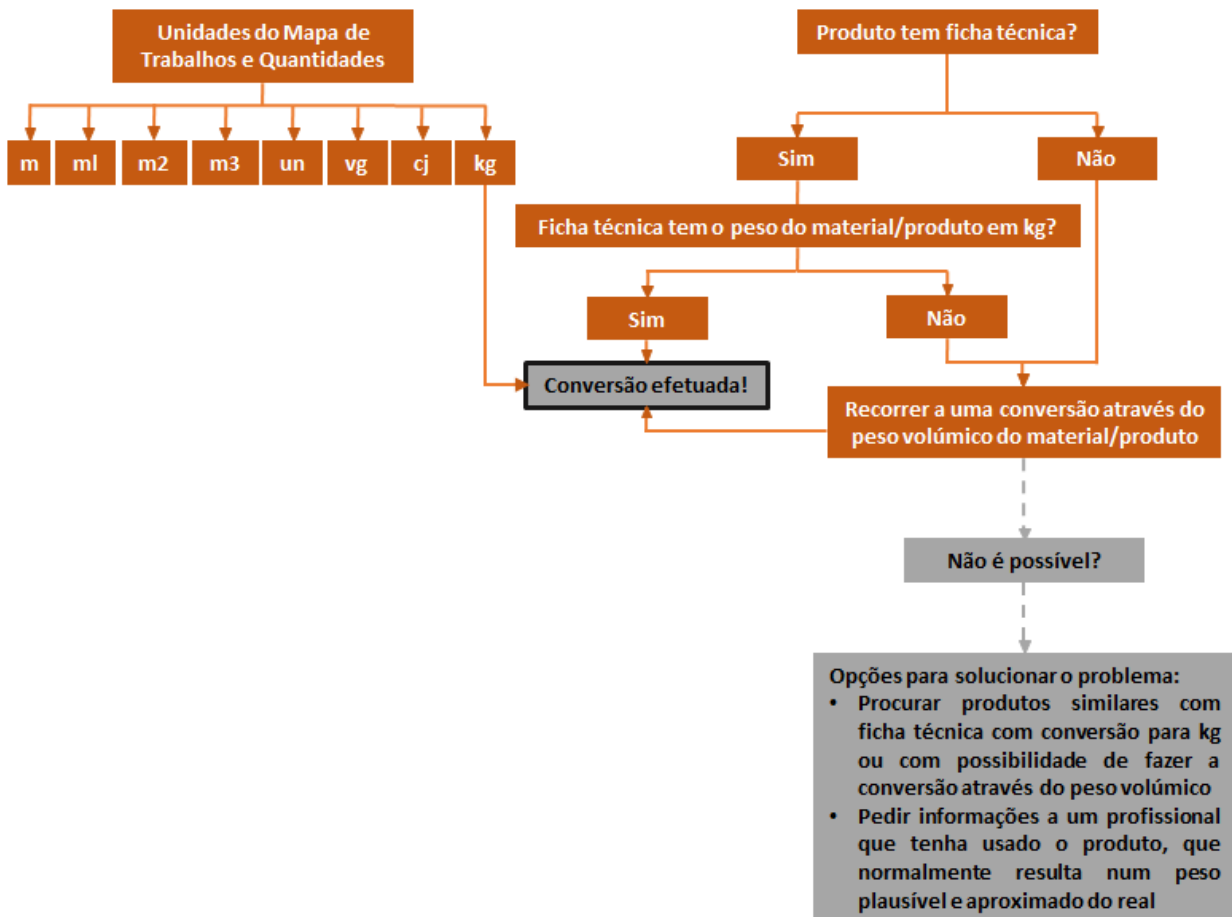 Unidades do Mapa de
Trabalhos e Quantidades
Produto tem ficha técnica?
m
ml
m2
m3
un
vg
cj
kg
Sim
Não
Ficha técnica tem o peso do material/produto em kg?
Sim
Não
Conversão efetuada!
Recorrer a uma conversão através do
peso volúmico do material/produto
Não é possível?
Opções para solucionar o problema:
• Procurar produtos similares com
ficha técnica com conversão para kg
ou com possibilidade de fazer a
conversão através do peso volúmico
• Pedir informações a um profissional
que tenha usado o produto, que
normalmente resulta num peso
plausível e aproximado do real